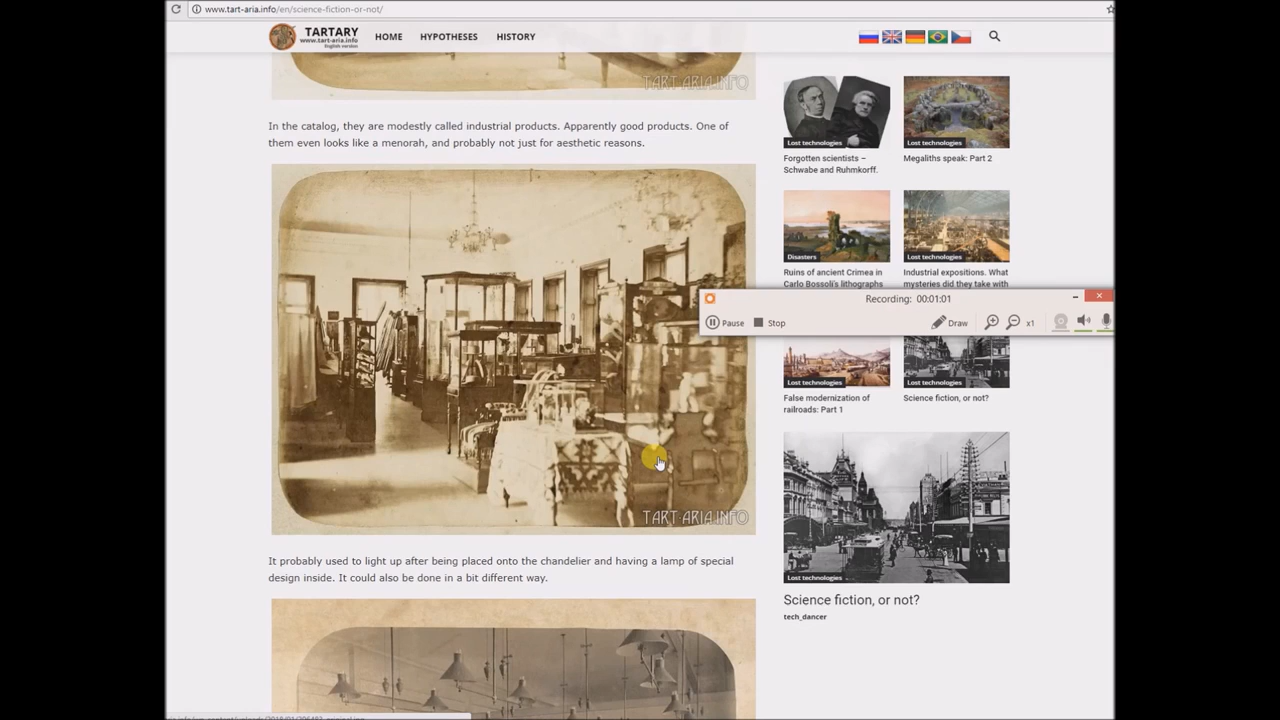 www.tart-aria.info/en/science-fiction-or-not/
TARTARY
www.tart-aria.info
English version
HOME
HYPOTHESES
HISTORY
TART-ARIA.INFO
In the catalog, they are modestly called industrial products. Apparently good products. One of
them even looks like a menorah, and probably not just for aesthetic reasons.
TART-ARIA.INFO
It probably used to light up after being placed onto the chandelier and having a lamp of special
design inside. It could also be done in a bit different way.
Lost technologies
Forgotten scientists –
Schwabe and Ruhmkorff.
Lost technologies
Megaliths speak: Part 2
Disasters
Ruins of ancient Crimea in
Carlo Bossoli's lithographs
Lost technologies
Industrial expositions. What
mysteries did they take with
Recording: 00:01:01
Pause
Stop
Draw
x1
Lost technologies
False modernization of
railroads: Part 1
Lost technologies
Science fiction, or not?
Lost technologies
Science fiction, or not?
tech_dancer